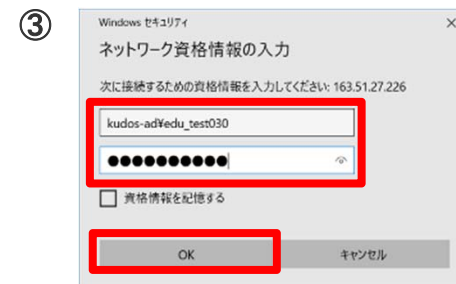 ③
Windows セキュリティ
ネットワーク資格情報の入力
次に接続するための資格情報を入力してください: 163.51.27.226
kudos-ad¥edu_test030
●●●●●●●●●●
資格情報を記憶する
OK キャンセル